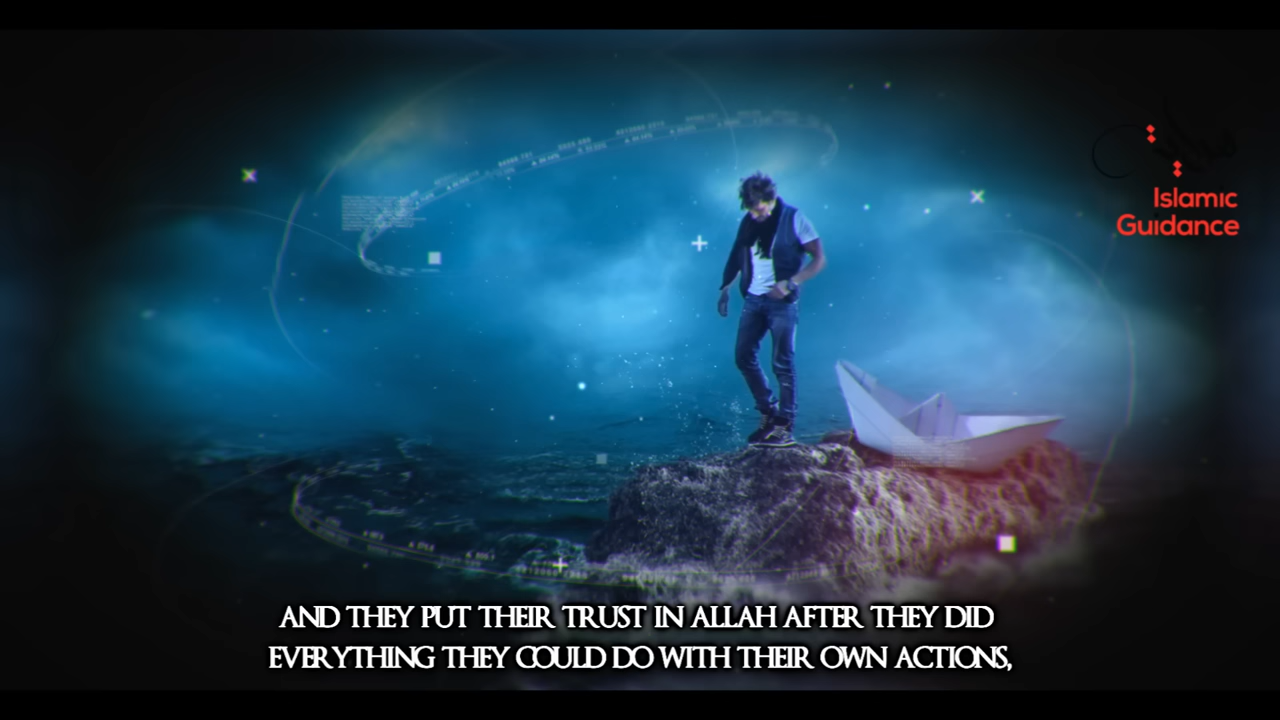 Islamic
Guidance
AND THEY PUT THEIR TRUST IN ALLAH AFTER THEY DID
EVERYTHING THEY COULD DO WITH THEIR OWN ACTIONS,